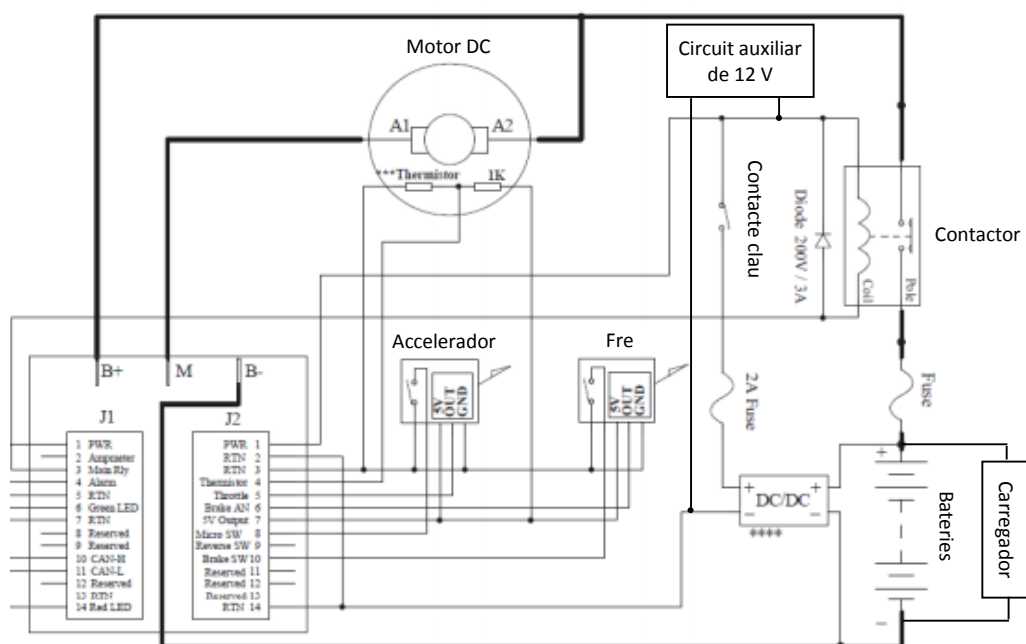 Motor DC
Circuit auxiliar
de 12 V
A1
A2
***Thermistor
1K
Contacte clau
Diode 200V / 3A
Coil
Pole
Contactor
B+
M
B-
Accelerador
Fre
5V
OUT
GND
5V
OUT
GND
2A Fuse
Fuse
J1
J2
1 PWR
2 Ampmeter
3 Main Rly
4 Alarm
5 RTN
6 Green LED
7 RTN
8 Reserved
9 Reserved
10 CAN-H
11 CAN-L
12 Reserved
13 RTN
14 Red LED
PWR 1
RTN 2
RTN 3
Thermistor 4
Throttle 5
Brake AN 6
5V Output 7
Micro SW 8
Reverse SW 9
Brake SW 10
Reserved 11
Reserved 12
Reserved 13
RTN 14
+ +
DC/DC
- -
****
+
-
Bateries
Carregador